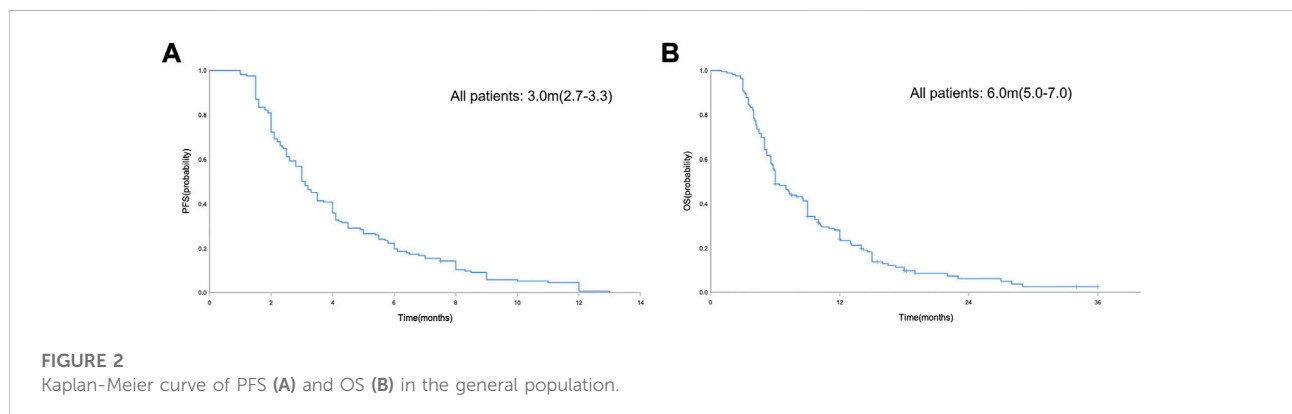 A
1.0
0.8
0.6
0.4
0.2
0.0
PFS(probability)
All patients: 3.0m(2.7-3.3)
0 2 4 6 8 10 12 14
Time(months)
B
1.0
0.8
0.6
0.4
0.2
0.0
OS(probability)
All patients: 6.0m(5.0-7.0)
0 12 24 36
Time(months)
FIGURE 2
Kaplan-Meier curve of PFS (A) and OS (B) in the general population.